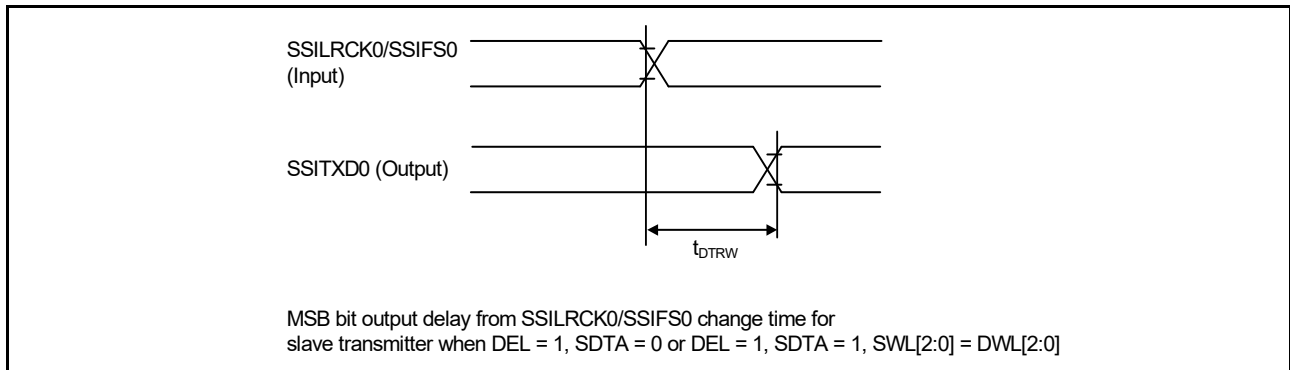 SSILRCK0/SSIFS0
(Input)
SSITXD0 (Output)
tDTRW
MSB bit output delay from SSILRCK0/SSIFS0 change time for
slave transmitter when DEL = 1, SDTA = 0 or DEL = 1, SDTA = 1, SWL[2:0] = DWL[2:0]